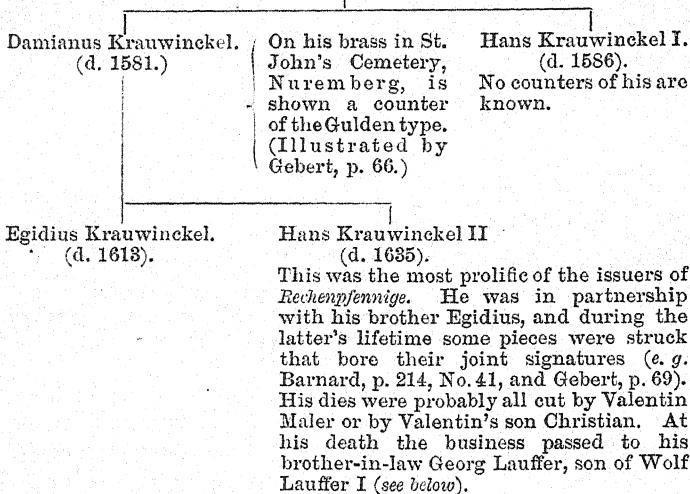 Damianus Krauwinckel.
(d. 1581.)
On his brass in St.
John's Cemetery,
Nuremberg, is
shown a counter
of the Gulden type.
(Illustrated by
Gebert, p. 66.)
Hans Krauwinckel I.
(d. 1586).
No counters of his are
known.
Egidius Krauwinckel.
(d. 1613).
Hans Krauwinckel II
(d. 1635).
This was the most prolific of the issuers of
Rechenpfennige. He was in partnership
with his brother Egidius, and during the
latter's lifetime some pieces were struck
that bore their joint signatures (e. g.
Barnard, p. 214, No. 41, and Gebert, p. 69).
His dies were probably all cut by Valentin
Maler or by Valentin's son Christian. At
his death the business passed to his
brother-in-law Georg Lauffer, son of Wolf
Lauffer I (see below).